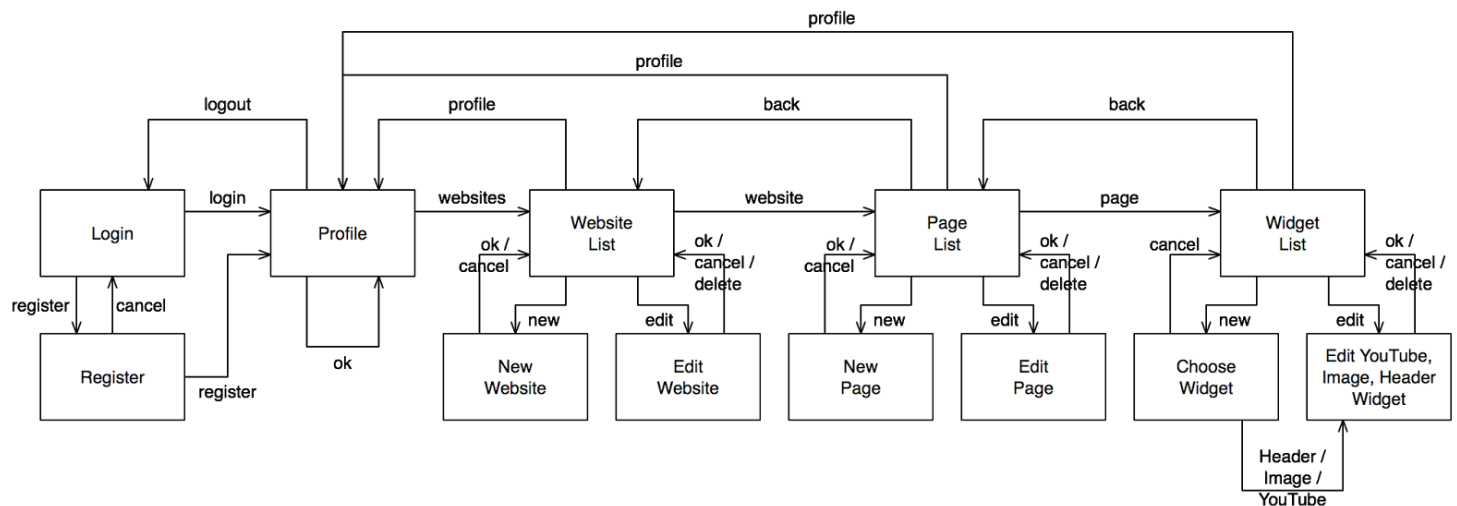 profile
profile
logout
profile
back
back
Login
login
Profile
websites
Website
List
website
Page
List
page
Widget
List
register
cancel
ok /
cancel
ok /
cancel /
delete
ok /
cancel
ok /
cancel /
delete
cancel
ok /
cancel /
delete
new
edit
new
edit
new
edit
Register
register
ok
New
Website
Edit
Website
New
Page
Edit
Page
Choose
Widget
Edit YouTube,
Image, Header
Widget
Header /
Image /
YouTube